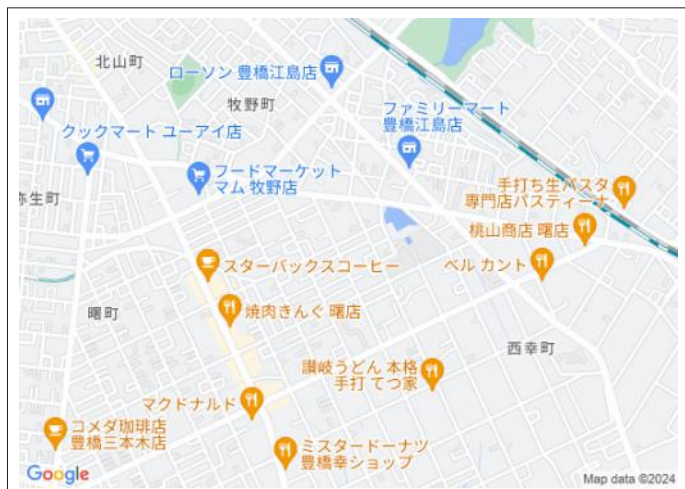 北山町
ローソン 豊橋江島店
牧野町
ファミリーマート
豊橋江島店
クックマート ユーアイ店
フードマーケット
マム 牧野店
手打ち生パスタ
専門店パスティーナ
弥生町
桃山商店 曙店
スターバックスコーヒー
ベル カント
焼肉きんぐ 曙店
曙町
西幸町
讃岐うどん 本格
手打 てつ家
マクドナルド
コメダ珈琲店
豊橋三本木店
ミスタードーナツ
豊橋幸ショップ
Google
Map data ©2024